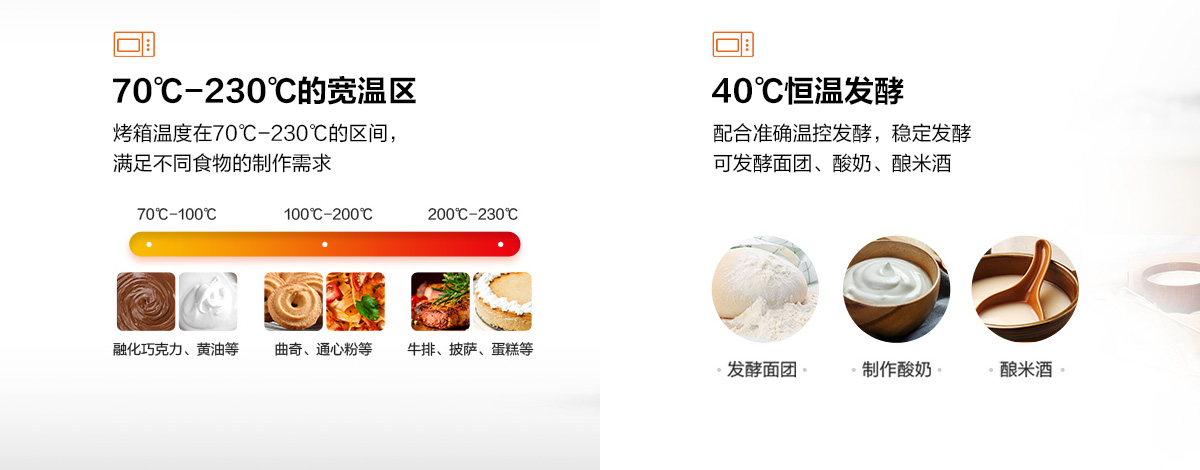 70℃-230℃的宽温区
烤箱温度在70℃-230℃的区间，
满足不同食物的制作需求
70℃-100℃
100℃-200℃
200℃-230℃
融化巧克力、黄油等
曲奇、通心粉等
牛排、披萨、蛋糕等
40℃恒温发酵
配合准确温控发酵，稳定发酵
可发酵面团、酸奶、酿米酒
· 发酵面团 ·
· 制作酸奶 ·
· 酿米酒 ·